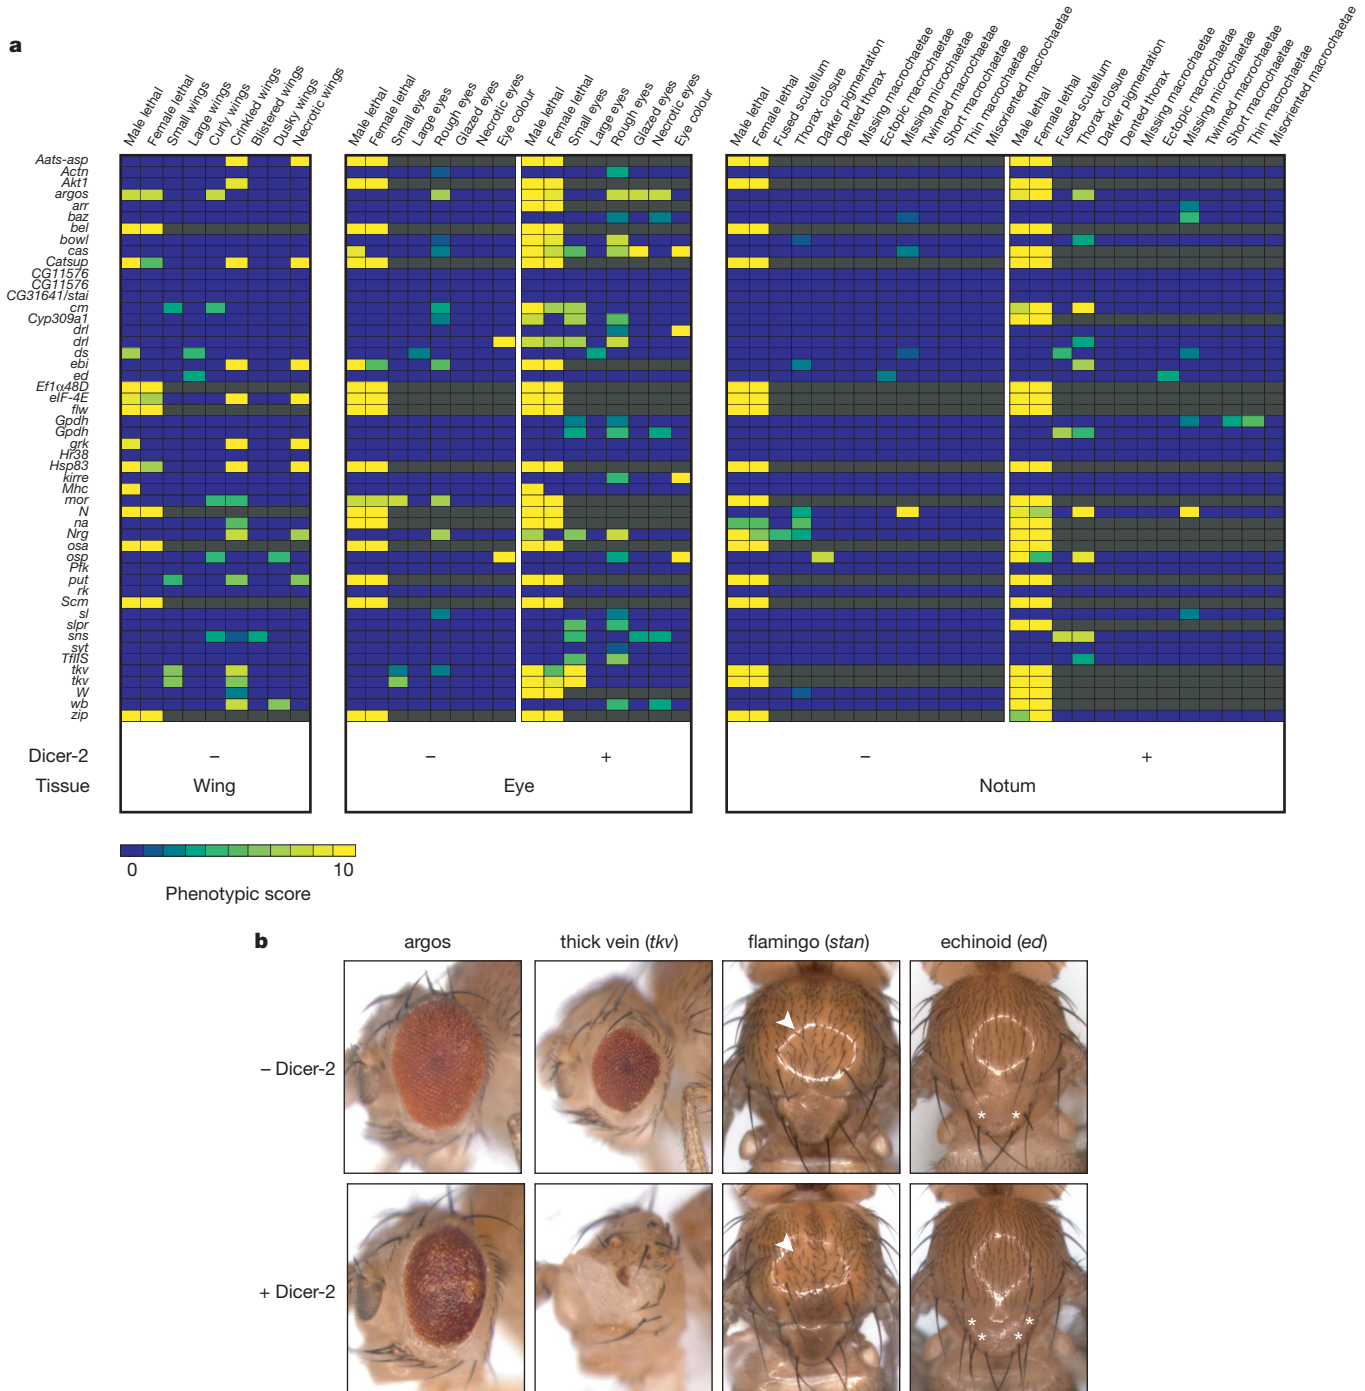 a
Male lethal
Female lethal
Small wings
Large wings
Curly wings
Crinkled wings
Blistered wings
Dusky wings
Necrotic wings
Male lethal
Female lethal
Small eyes
Large eyes
Rough eyes
Glazed eyes
Necrotic eyes
Eye colour
Male lethal
Female lethal
Small eyes
Large eyes
Rough eyes
Glazed eyes
Necrotic eyes
Eye colour
Male lethal
Female lethal
Fused scutellum
Thorax closure
Darker pigmentation
Dented thorax
Missing macrochaetae
Ectopic macrochaetae
Missing microchaetae
Twinned macrochaetae
Short macrochaetae
Thin macrochaetae
Misoriented macrochaetae
Male lethal
Female lethal
Fused scutellum
Thorax closure
Darker pigmentation
Dented thorax
Missing macrochaetae
Ectopic macrochaetae
Missing microchaetae
Twinned macrochaetae
Short macrochaetae
Thin macrochaetae
Misoriented macrochaetae
Aats-asp
Actn
Akt1
argos
arr
baz
bel
bowl
cas
Catsup
CG11576
CG11576
CG31641/stai
cm
Cyp309a1
drl
drl
ds
ebi
ed
Ef1α48D
eIF-4E
flw
Gpdh
Gpdh
grk
Hr38
Hsp83
kirre
Mhc
mor
N
na
Nrg
osa
osp
Pfk
put
rk
Scm
sl
slpr
sns
syt
TfIIS
tkv
tkv
W
wb
zip
Dicer-2 – – + – +
Tissue Wing Eye Notum
0 10
Phenotypic score
b
argos thick vein (tkv) flamingo (stan) echinoid (ed)
– Dicer-2
* *
+ Dicer-2
* *
* *